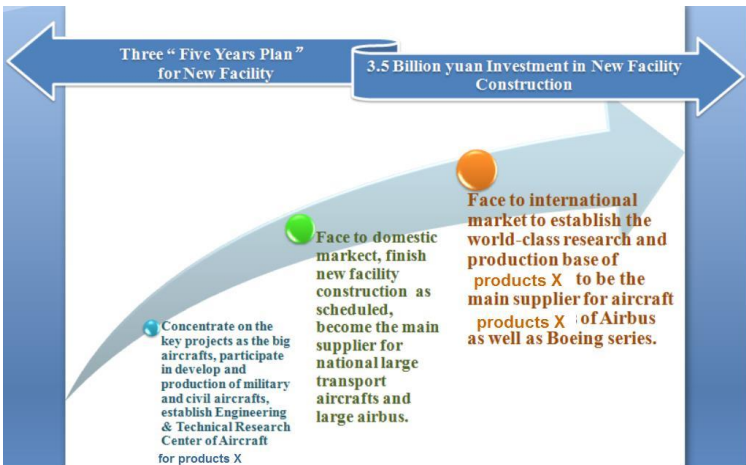 Three “ Five Years Plan ”
for New Facility
3.5 Billion yuan Investment in New Facility
Construction
Concentrate on the
key projects as the big
aircrafts, participate
in develop and
production of military
and civil aircrafts,
establish Engineering
& Technical Research
Center of Aircraft
for products X
Face to domestic
markect, finish
new facility
construction as
scheduled,
become the main
supplier for
national large
transport
aircrafts and
large airbus.
Face to international
market to establish the
world-class research and
production base of
products X to be the
main supplier for aircraft
products X of Airbus
as well as Boeing series.